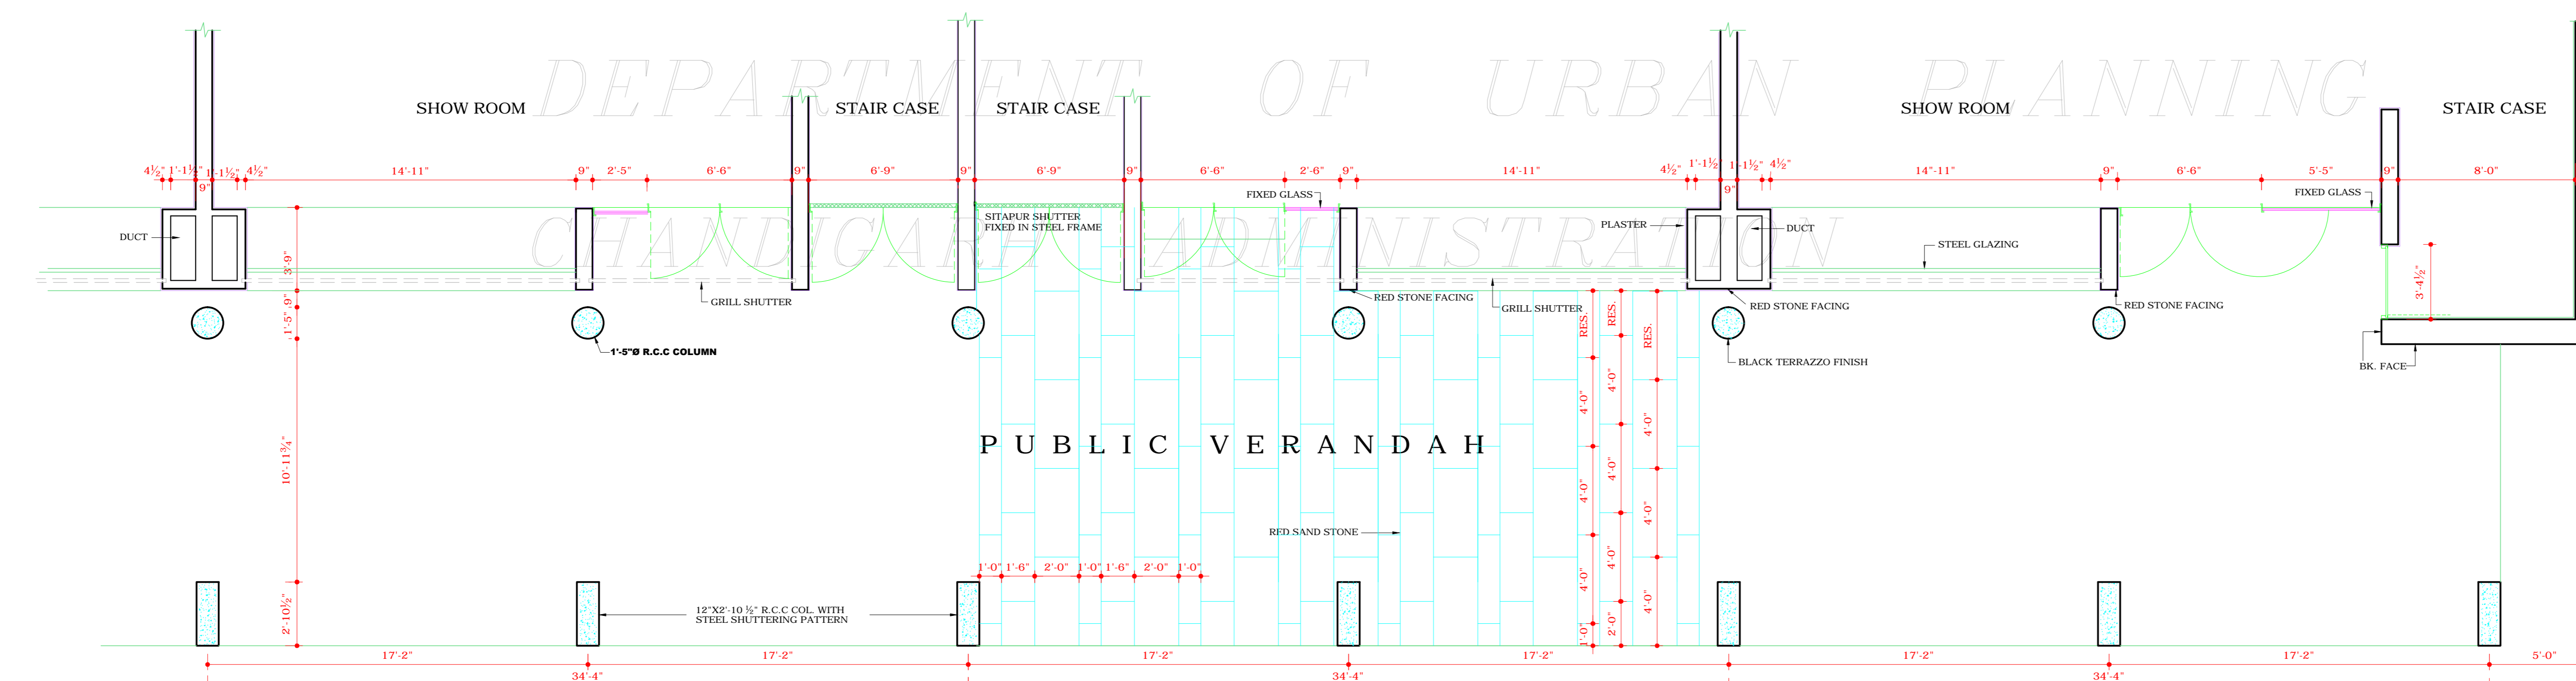 DEPARTMENT OF URBAN PLANNING
SHOW ROOM
STAIR CASE
STAIR CASE
SHOW ROOM
STAIR CASE
4½"
1'-1½"
9"
1'-1½"
4½"
14'-11"
9"
2'-5"
6'-6"
9"
6'-9"
9"
6'-9"
9"
6'-6"
2'-6"
9"
14'-11"
4½"
1'-1½"
9"
1'-1½"
4½"
14'-11"
9"
6'-6"
5'-5"
9"
8'-0"
FIXED GLASS
FIXED GLASS
CHANDIGARH ADMINISTRATION
DUCT
SITAPUR SHUTTER
FIXED IN STEEL FRAME
PLASTER
DUCT
STEEL GLAZING
3'-9"
3'-4½"
GRILL SHUTTER
RED STONE FACING
GRILL SHUTTER
RED STONE FACING
RED STONE FACING
9"
1'-5"
RES.
RES.
RES.
1'-5"Ø R.C.C COLUMN
BLACK TERRAZZO FINISH
BK. FACE
4'-0"
4'-0"
4'-0"
PUBLIC VERANDAH
10'-11¾"
4'-0"
4'-0"
4'-0"
RED SAND STONE
4'-0"
4'-0"
4'-0"
1'-0"
1'-6"
2'-0"
1'-0"
1'-6"
2'-0"
1'-0"
2'-10½"
12"X2'-10 ½" R.C.C COL. WITH
STEEL SHUTTERING PATTERN
1'-0"
2'-0"
17'-2"
17'-2"
17'-2"
17'-2"
17'-2"
17'-2"
5'-0"
34'-4"
34'-4"
34'-4"